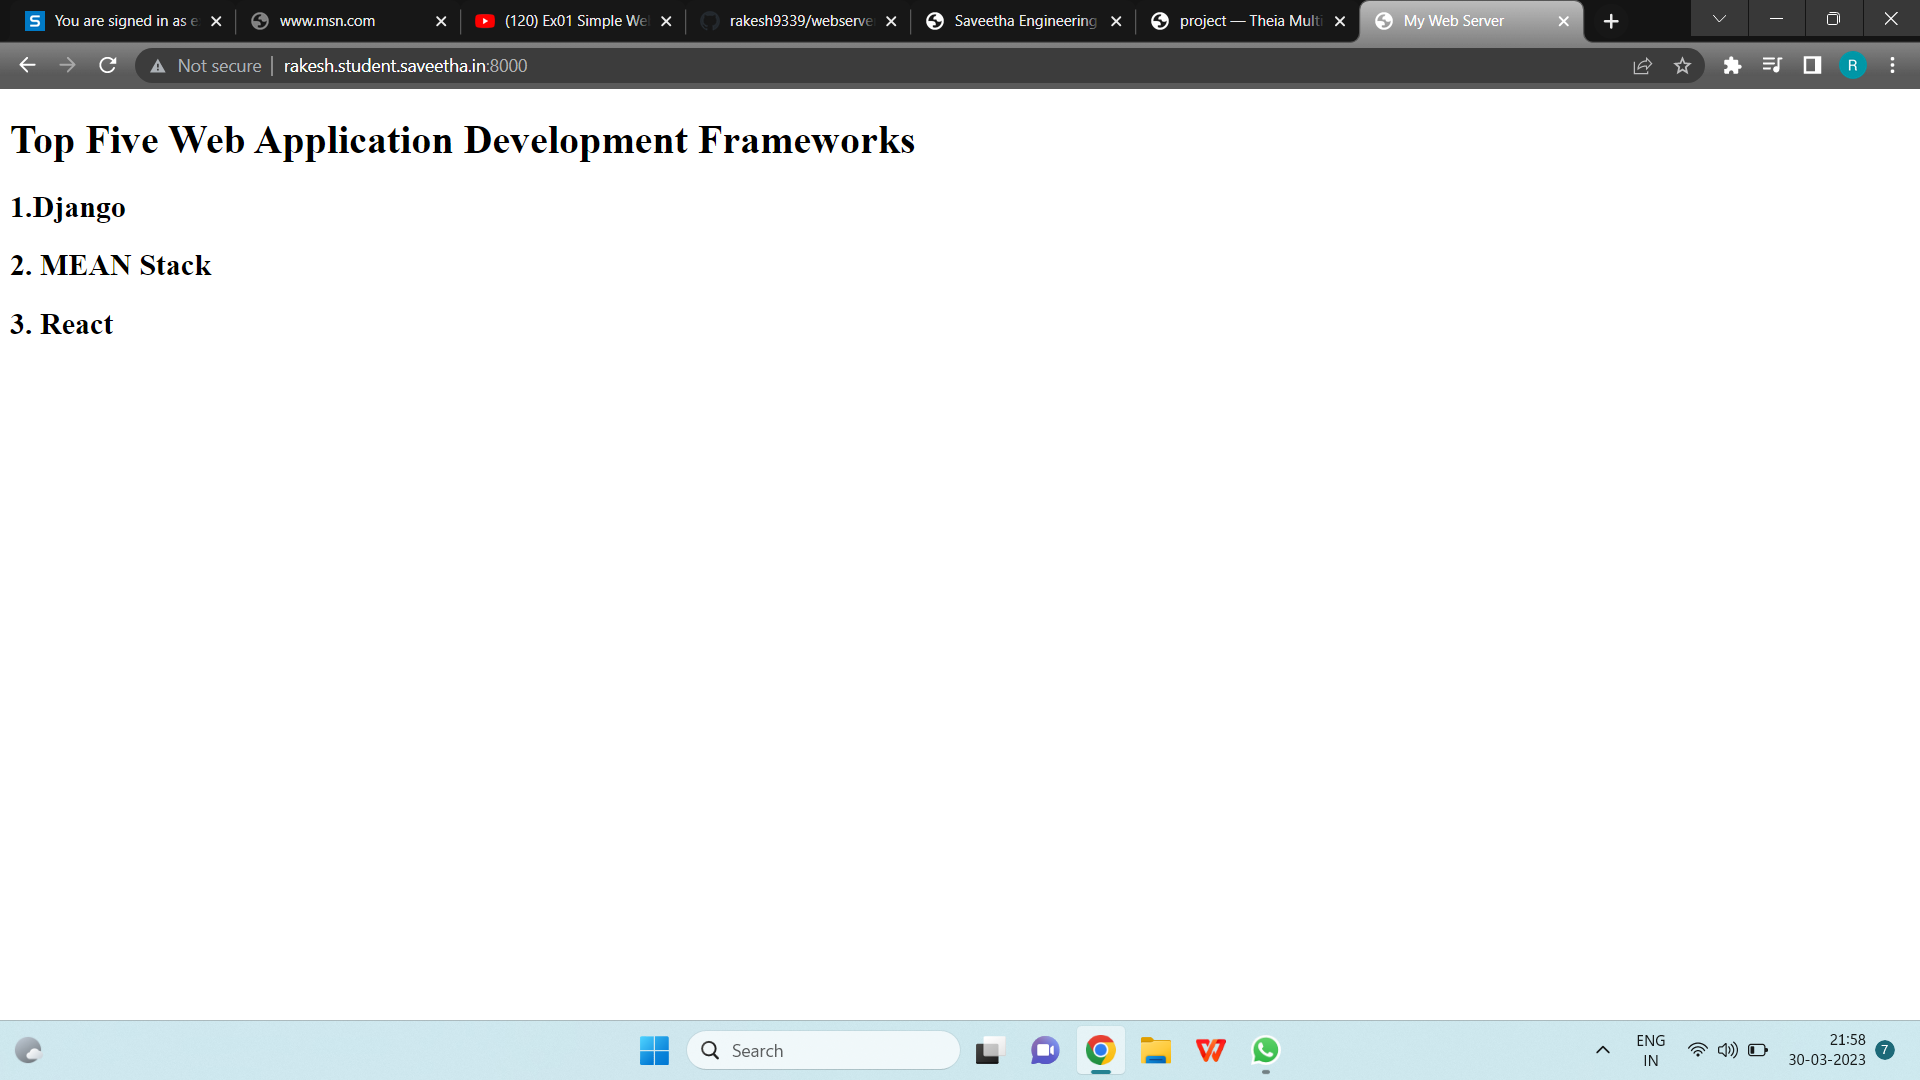 You are signed in as e
www.msn.com
(120) Ex01 Simple We
rakesh9339/webserve
Saveetha Engineering
project — Theia Multi
My Web Server
Not secure
rakesh.student.saveetha.in:8000
R
Top Five Web Application Development Frameworks
1.Django
2. MEAN Stack
3. React
Search
ENG
IN
21:58
30-03-2023
7